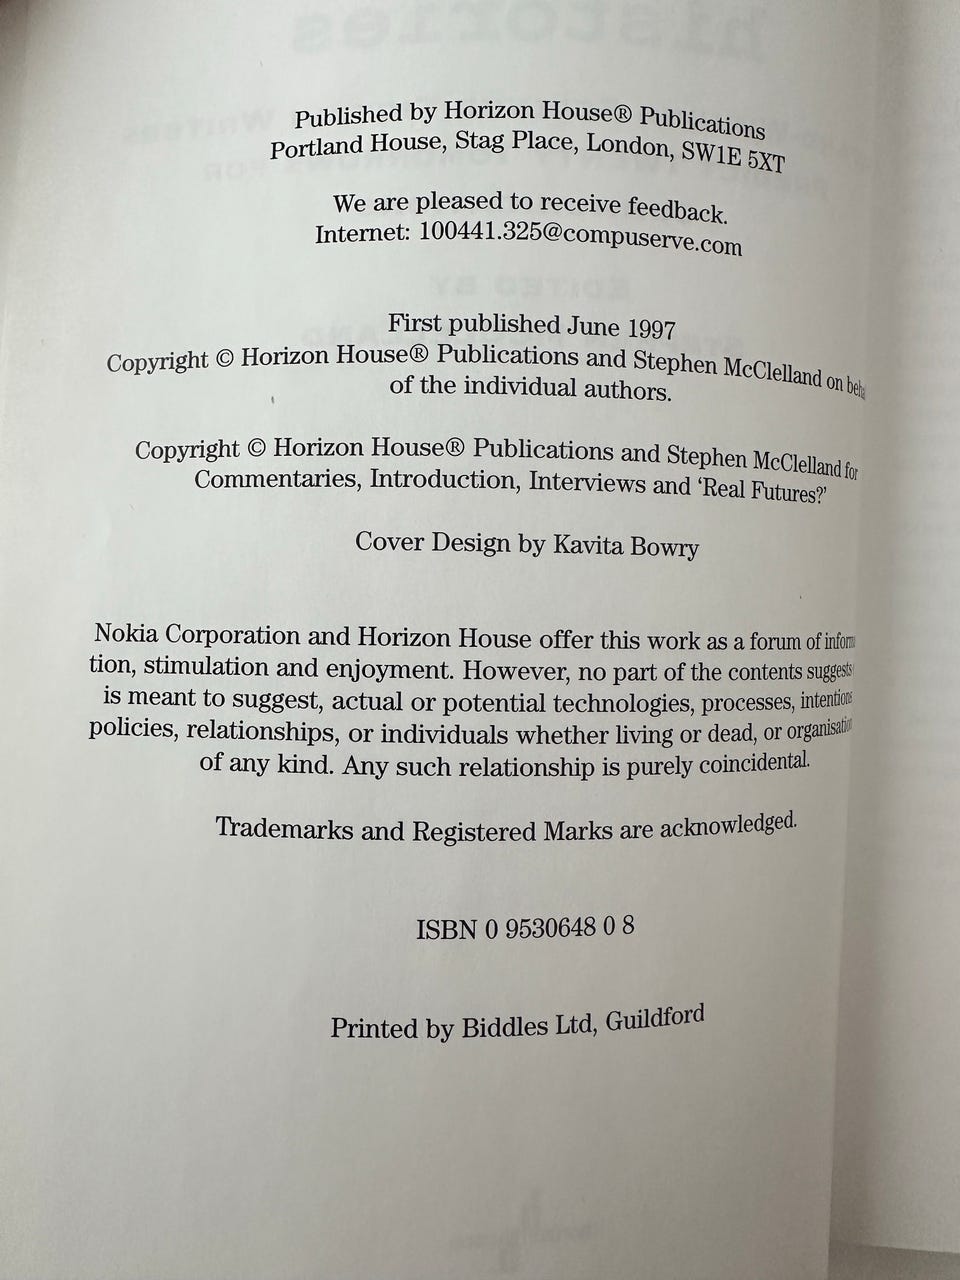 histories
EDITED BY
Published by Horizon House® Publications
Portland House, Stag Place, London, SW1E 5XT
We are pleased to receive feedback.
Internet: 100441.325@compuserve.com
First published June 1997
Copyright © Horizon House® Publications and Stephen McClelland on
of the individual authors.
Copyright © Horizon House® Publications and Stephen McClelland for
Commentaries, Introduction, Interviews and ‘Real Futures?’
Cover Design by Kavita Bowry
Nokia Corporation and Horizon House offer this work as a forum of
tion, stimulation and enjoyment. However, no part of the contents suggests
is meant to suggest, actual or potential technologies, processes,
policies, relationships, or individuals whether living or dead, or
of any kind. Any such relationship is purely coincidental.
Trademarks and Registered Marks are acknowledged.
ISBN 0 9530648 0 8
Printed by Biddles Ltd, Guildford